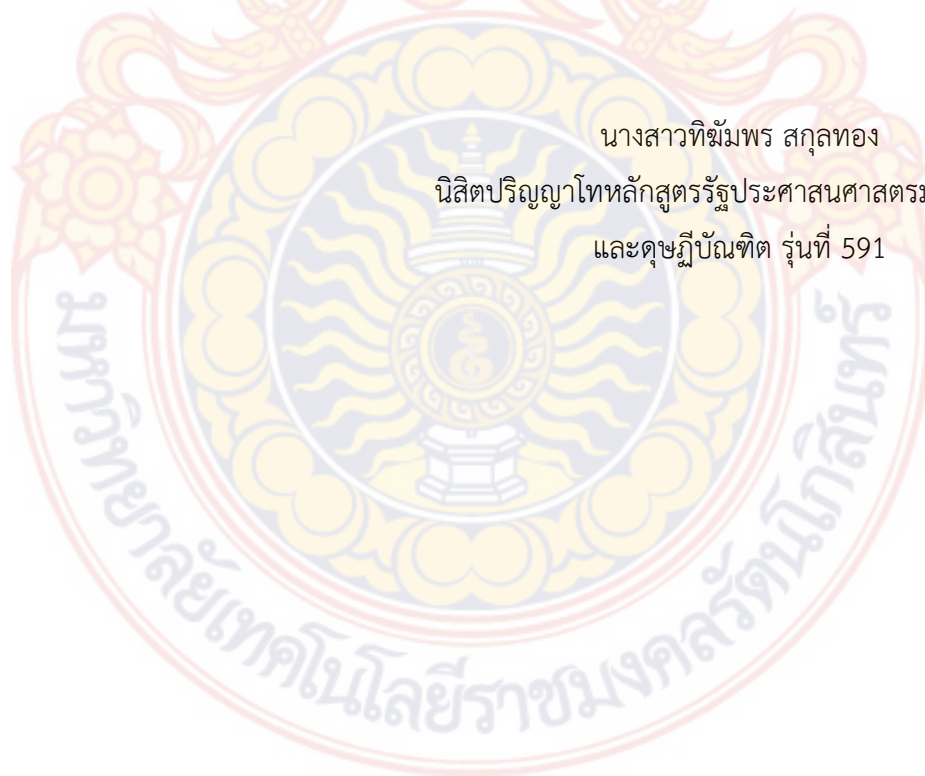 นางสาวทิฆัมพร สกุลทอง
นิสิตปริญญาโทหลักสูตรรัฐประศาสนศาสตรม
และดุษฎีบัณฑิต รุ่นที่ 591
มหาวิทยาลัยเทคโนโลยีราชมงคลรัตนโกสินทร์